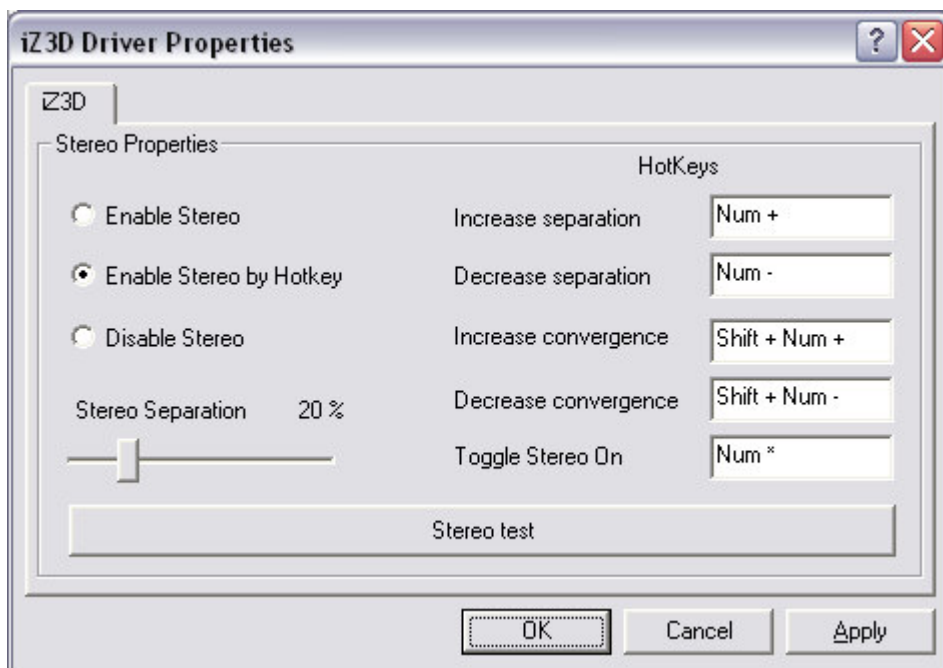 iZ3D Driver Properties
iZ3D
Stereo Properties
HotKeys
Enable Stereo
Increase separation
Num +
Enable Stereo by Hotkey
Decrease separation
Num -
Disable Stereo
Increase convergence
Shift + Num +
Stereo Separation 20 %
Decrease convergence
Shift + Num -
Toggle Stereo On
Num *
Stereo test
OK
Cancel
Apply